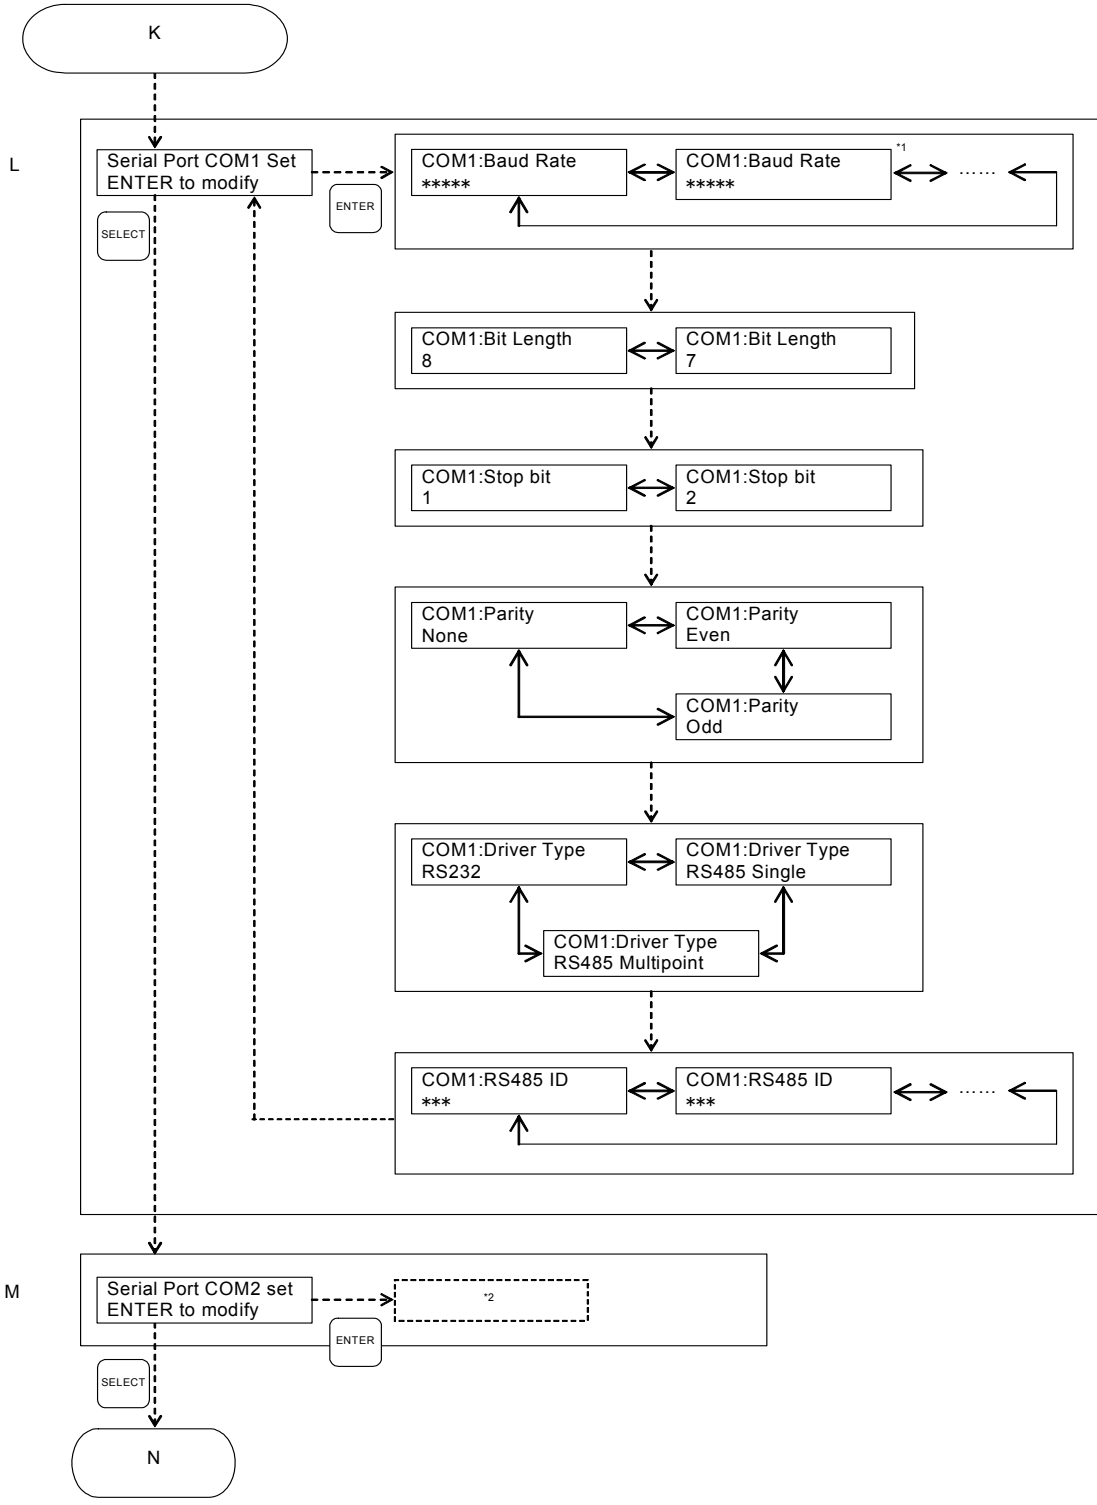 K
L
Serial Port COM1 Set
ENTER to modify
SELECT
ENTER
COM1:Baud Rate
*****
COM1:Baud Rate
*****
*1
……
COM1:Bit Length
8
COM1:Bit Length
7
COM1:Stop bit
1
COM1:Stop bit
2
COM1:Parity
None
COM1:Parity
Even
COM1:Parity
Odd
COM1:Driver Type
RS232
COM1:Driver Type
RS485 Single
COM1:Driver Type
RS485 Multipoint
COM1:RS485 ID
***
COM1:RS485 ID
***
……
M
Serial Port COM2 set
ENTER to modify
*2
ENTER
SELECT
N